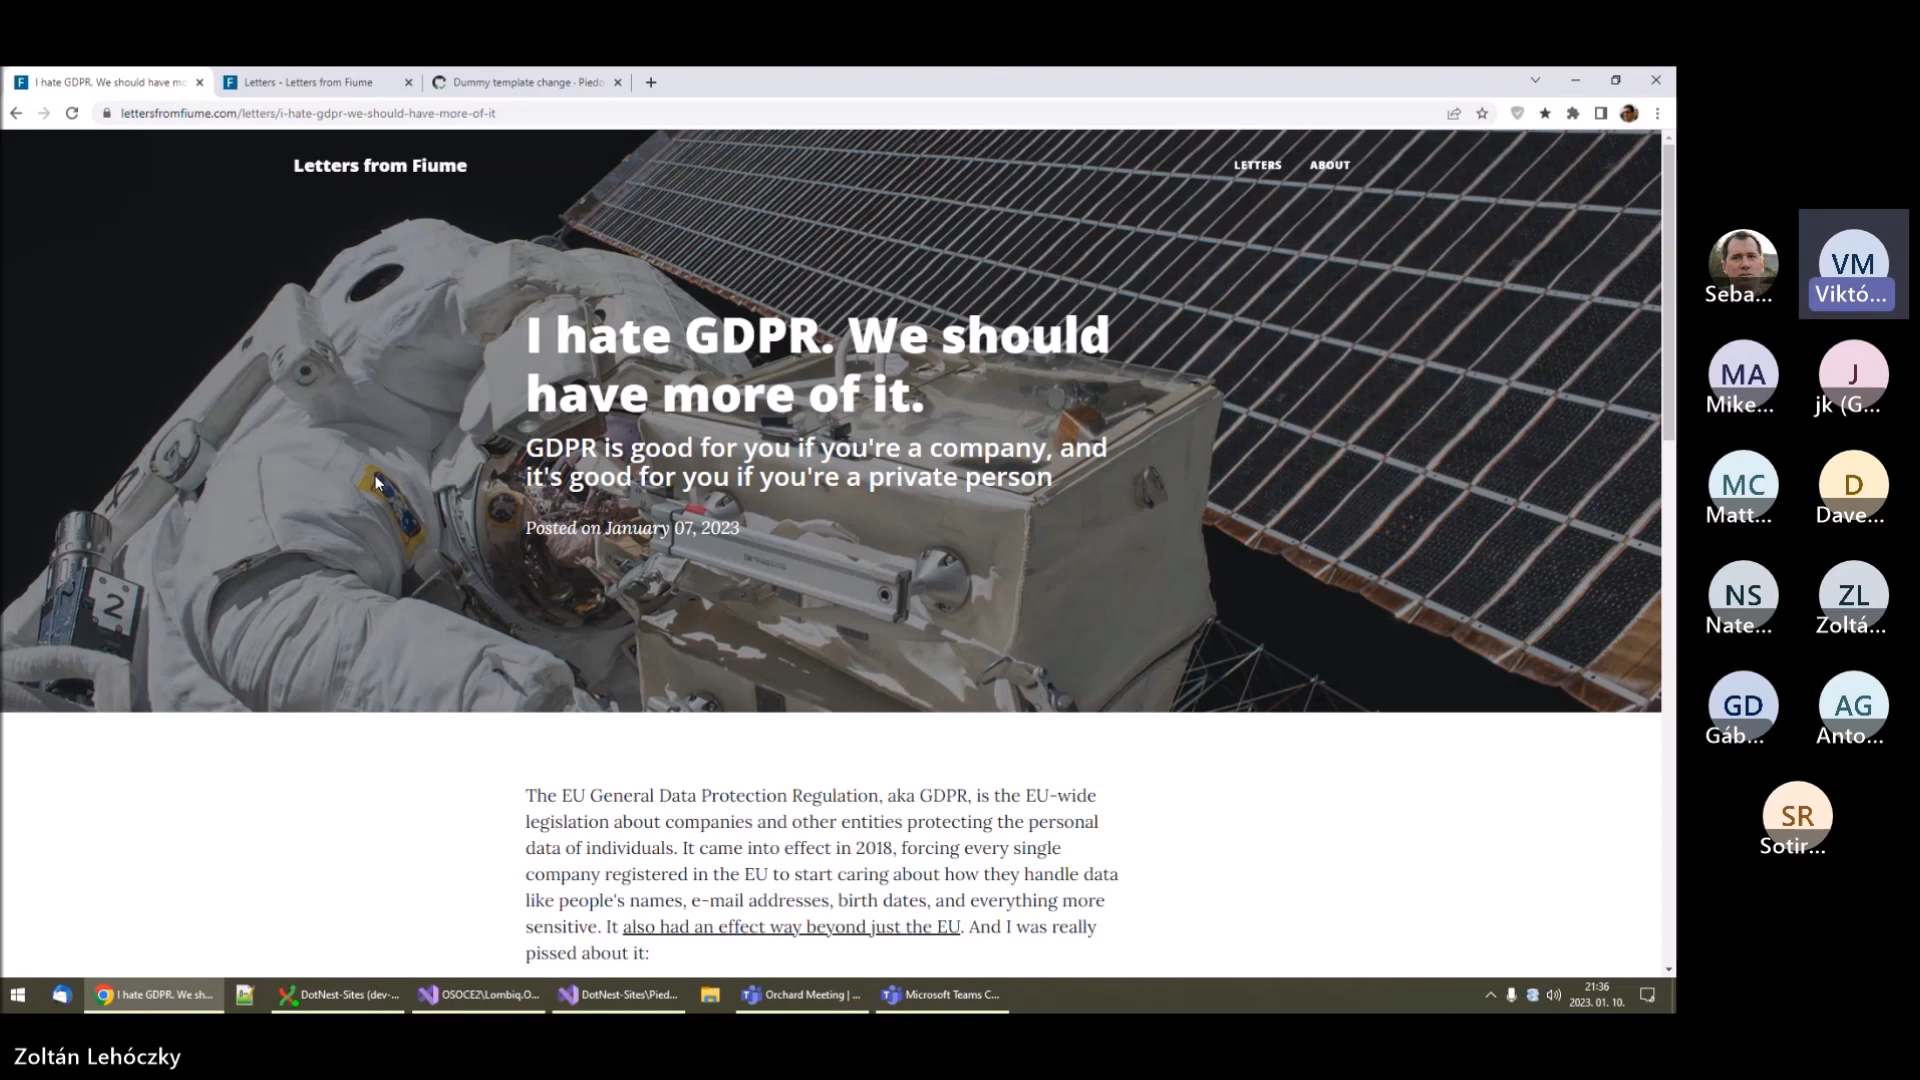 I hate GDPR. We should have mo
Letters - Letters from Fiume
Dummy template change · Piedo
lettersfromfiume.com/letters/i-hate-gdpr-we-should-have-more-of-it
Letters from Fiume
LETTERS
ABOUT
I hate GDPR. We should
have more of it.
GDPR is good for you if you're a company, and
it's good for you if you're a private person
Posted on January 07, 2023
2
The EU General Data Protection Regulation, aka GDPR, is the EU-wide
legislation about companies and other entities protecting the personal
data of individuals. It came into effect in 2018, forcing every single
company registered in the EU to start caring about how they handle data
like people's names, e-mail addresses, birth dates, and everything more
sensitive. It also had an effect way beyond just the EU. And I was really
pissed about it:
Seba...
VM
Viktó...
MA
Mike...
J
jk (G...
MC
Matt...
D
Dave...
NS
Nate...
ZL
Zoltá...
GD
Gáb...
AG
Anto...
SR
Sotir...
I hate GDPR. We sh...
DotNest-Sites (dev-...
OSOCE2\Lombiq.O...
DotNest-Sites\Pied...
Orchard Meeting | ...
Microsoft Teams C...
21:36
2023. 01. 10.
Zoltán Lehóczky